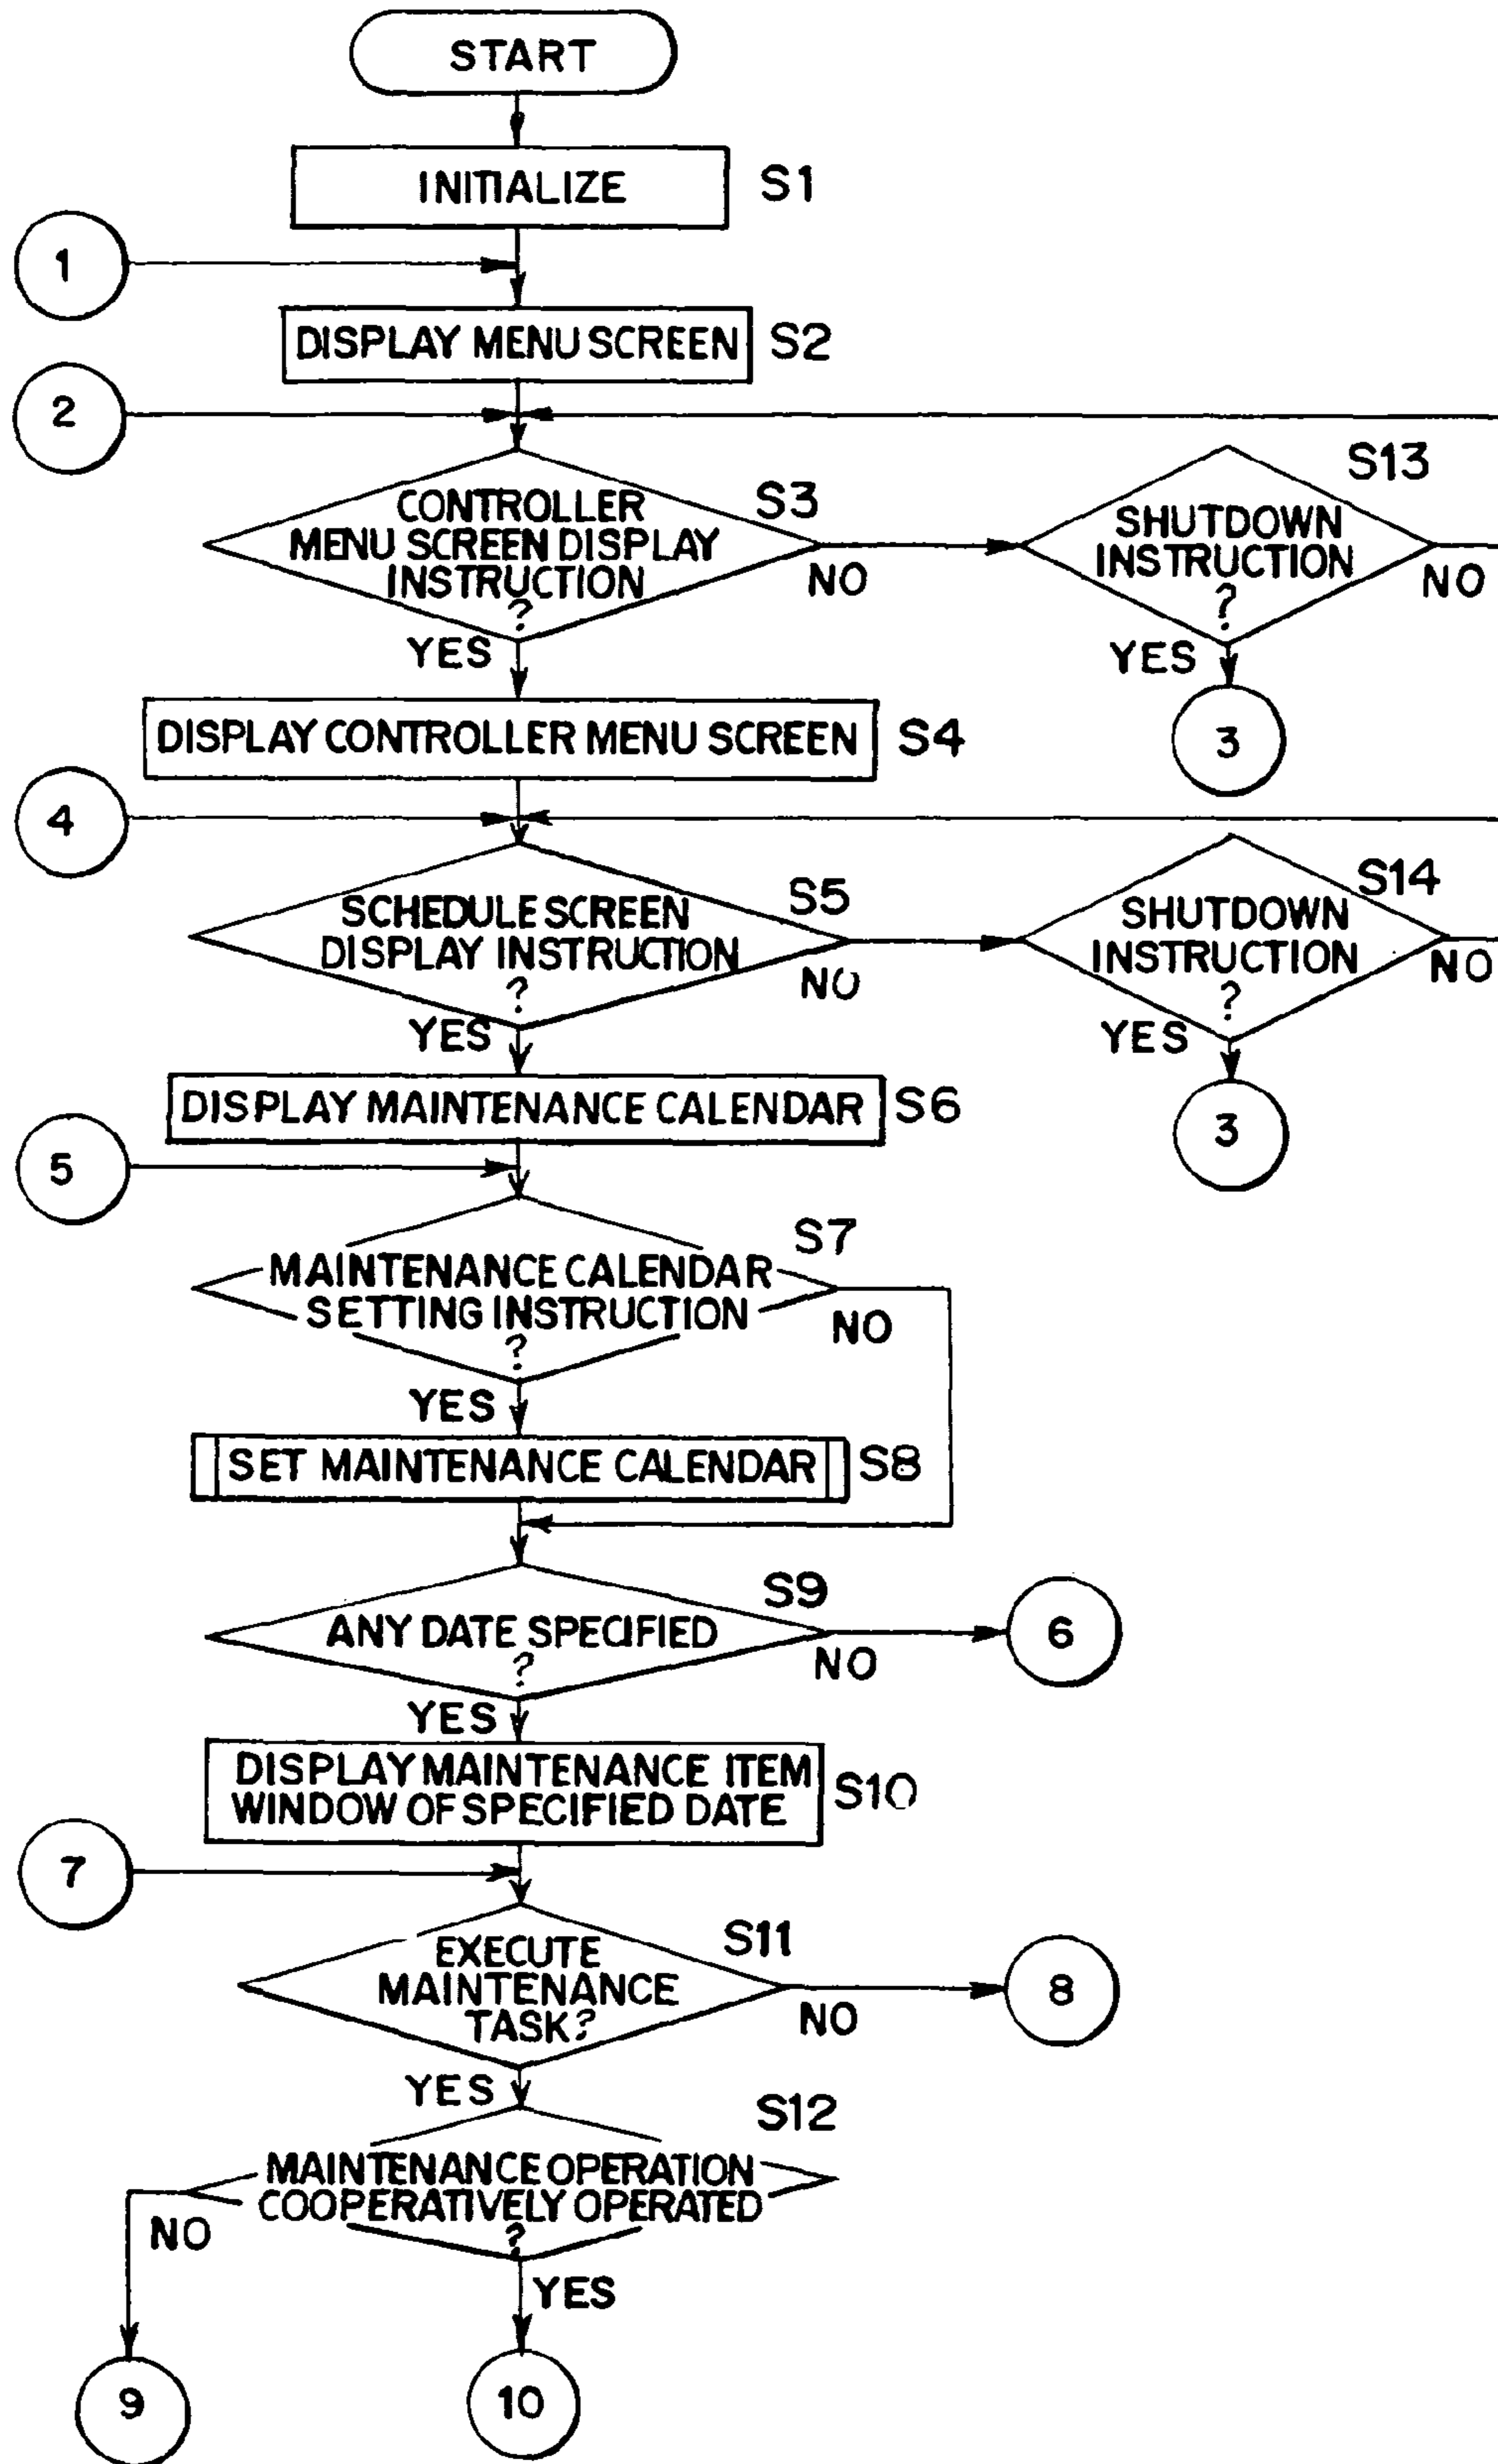 START
INITIALIZE
S1
1
DISPLAY MENU SCREEN
S2
2
CONTROLLER
MENU SCREEN DISPLAY
INSTRUCTION
?
S3
NO
YES
SHUTDOWN
INSTRUCTION
?
S13
NO
YES
3
DISPLAY CONTROLLER MENU SCREEN
S4
4
SCHEDULE SCREEN
DISPLAY INSTRUCTION
?
S5
NO
YES
SHUTDOWN
INSTRUCTION
?
S14
NO
YES
3
DISPLAY MAINTENANCE CALENDAR
S6
5
MAINTENANCE CALENDAR
SETTING INSTRUCTION
?
S7
NO
YES
SET MAINTENANCE CALENDAR
S8
ANY DATE SPECIFIED
?
S9
NO
6
YES
DISPLAY MAINTENANCE ITEM
WINDOW OF SPECIFIED DATE
S10
7
EXECUTE
MAINTENANCE
TASK?
S11
NO
8
YES
MAINTENANCE OPERATION
COOPERATIVELY OPERATED
?
S12
NO
YES
9
10